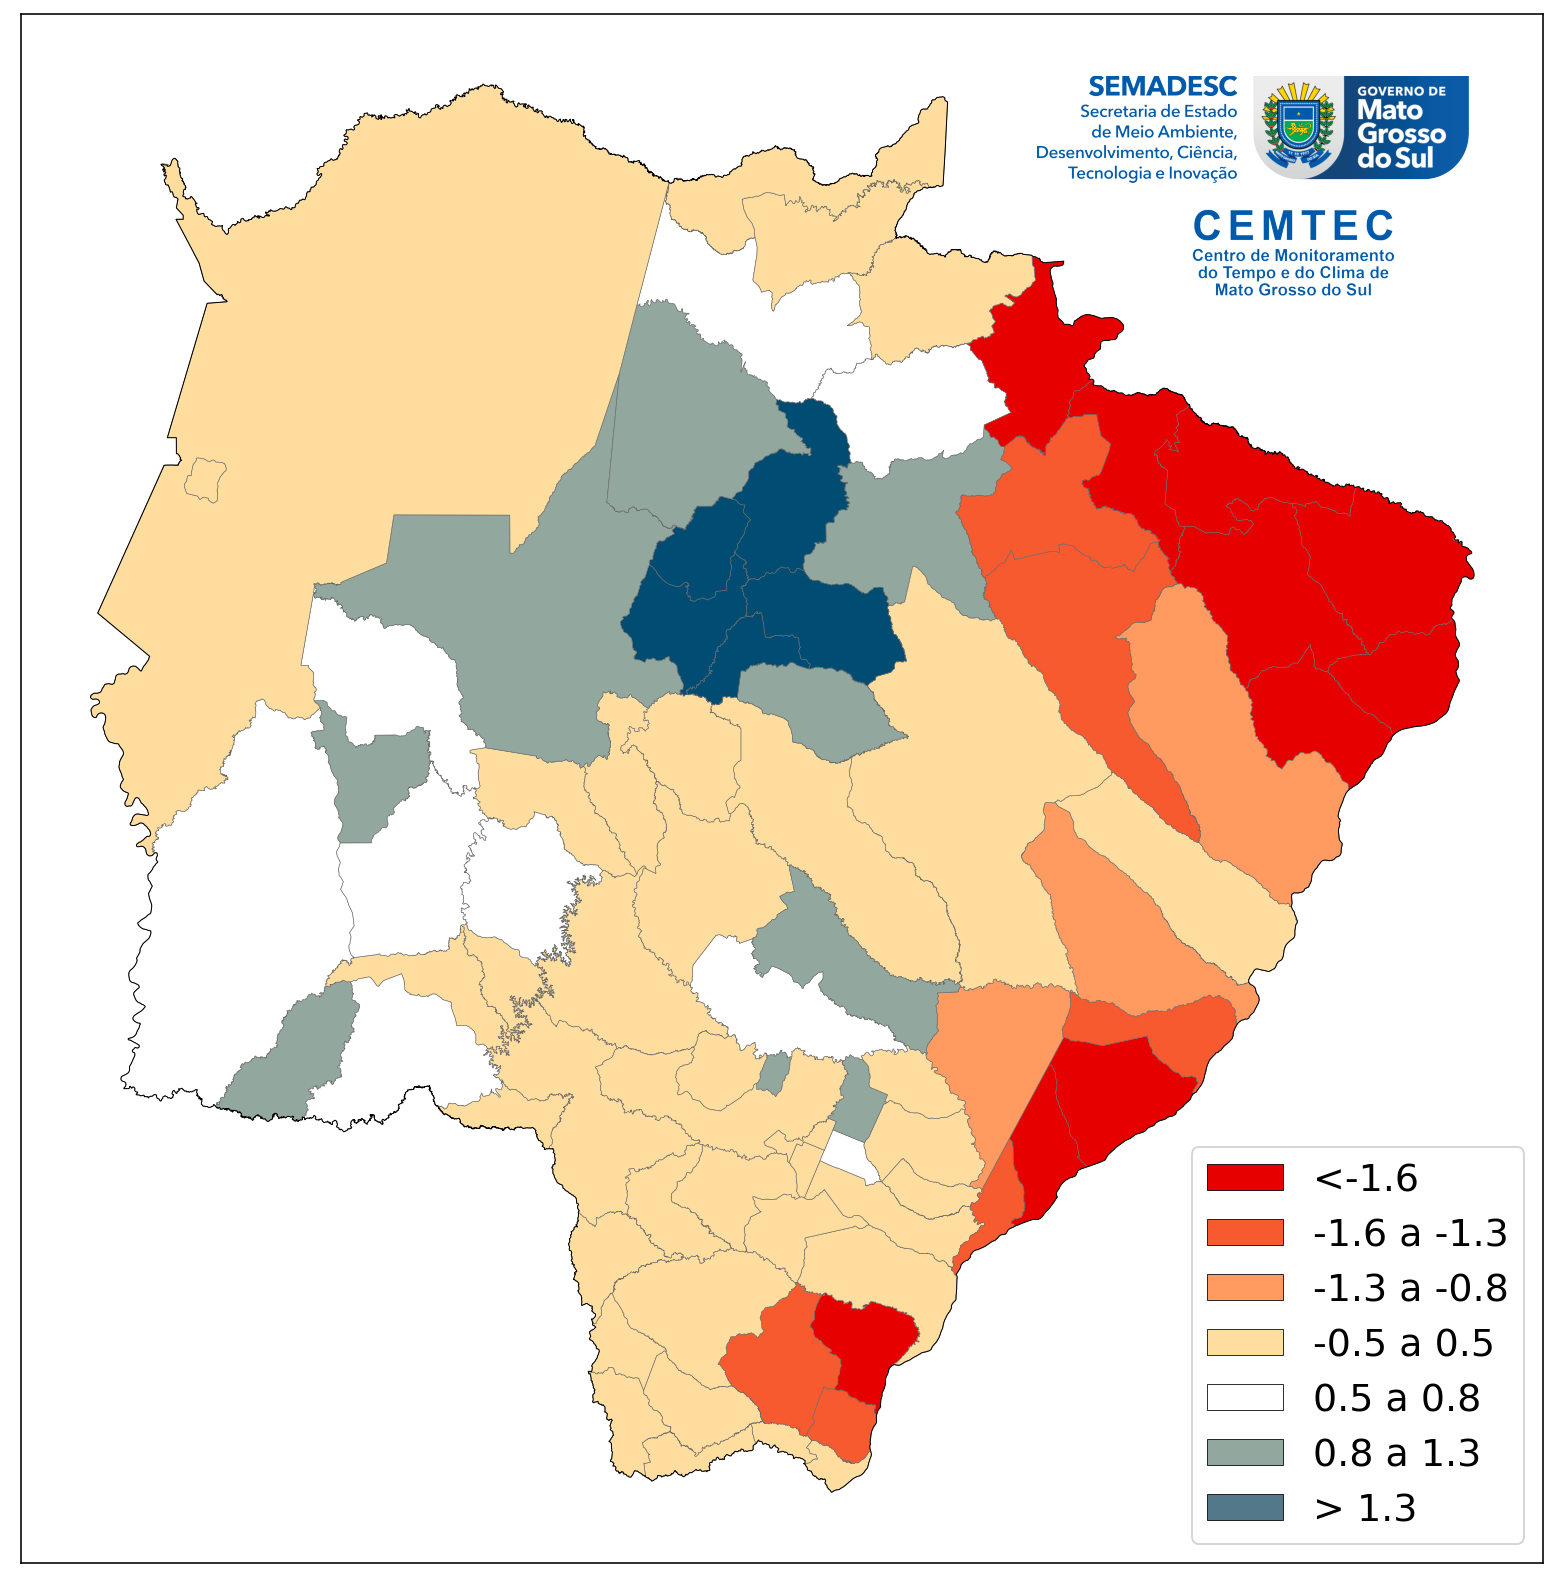 SEMADESC
Secretaria de Estado
de Meio Ambiente,
Desenvolvimento, Ciência,
Tecnologia e Inovação
GOVERNO DE
Mato
Grosso
do Sul
CEMTEC
Centro de Monitoramento
do Tempo e do Clima de
Mato Grosso do Sul
<-1.6
-1.6 a -1.3
-1.3 a -0.8
-0.5 a 0.5
0.5 a 0.8
0.8 a 1.3
> 1.3